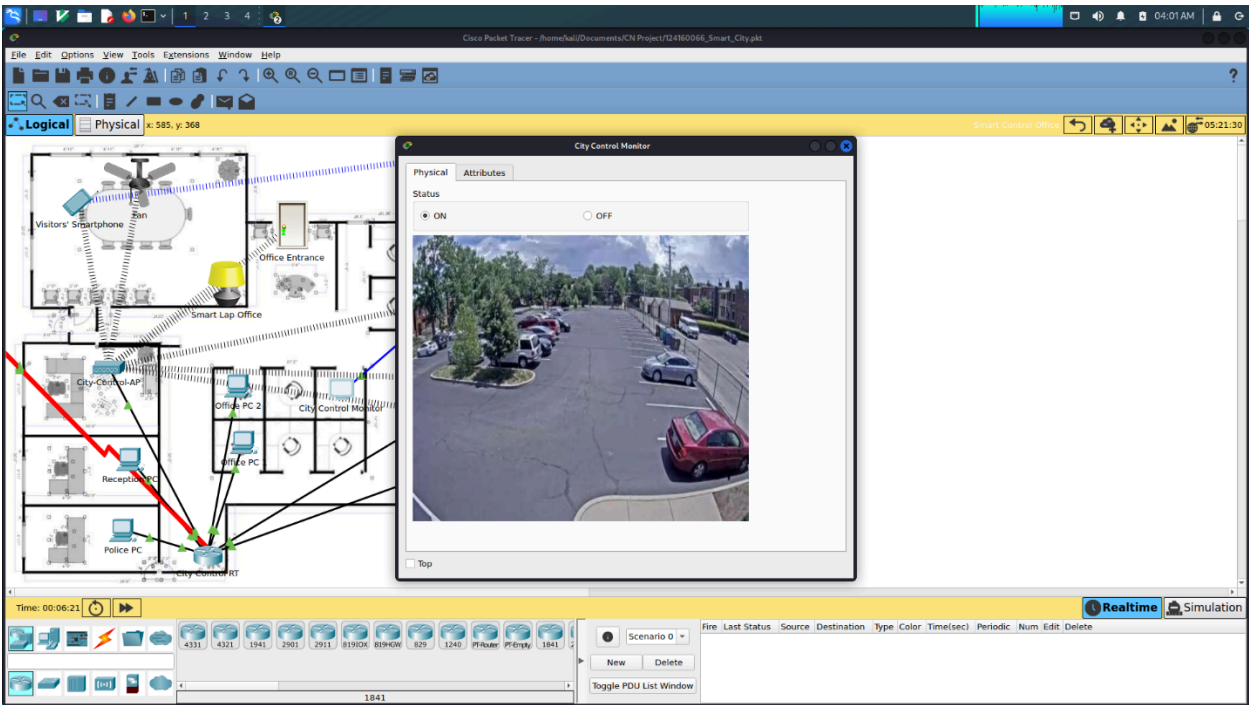 1 2 3 4
04:01 AM
Cisco Packet Tracer - /home/kali/Documents/CN Project/124160066_Smart_City.pkt
File Edit Options View Tools Extensions Window Help
?
Logical Physical x: 585, y: 368
Smart Control Office 05:21:30
City Control Monitor
Physical Attributes
Status
ON OFF
Top
Visitors' Smartphone
Fan
Office Entrance
Smart Lap Office
City-Control-AP
Office PC 2
City Control Monitor
Office PC
Reception PC
Police PC
City Control RT
Time: 00:06:21
Realtime Simulation
4331 4321 1941 2901 2911 819IOX 819HGW 829 1240 PT-Router PT-Empty 1841
1841
Scenario 0
New Delete
Toggle PDU List Window
Fire Last Status Source Destination Type Color Time(sec) Periodic Num Edit Delete